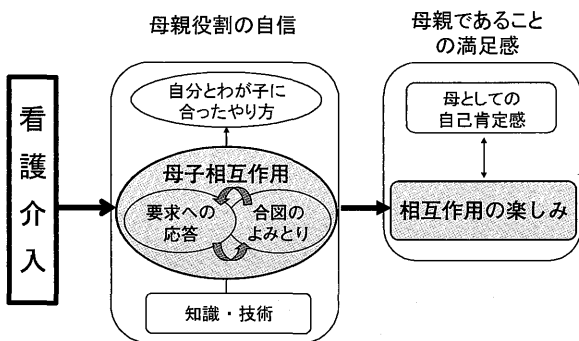 母親役割の自信
母親であること
の満足感
看護介入
自分とわが子に
合ったやり方
母子相互作用
要求への
応答
合図の
よみとり
知識・技術
母としての
自己肯定感
相互作用の楽しみ